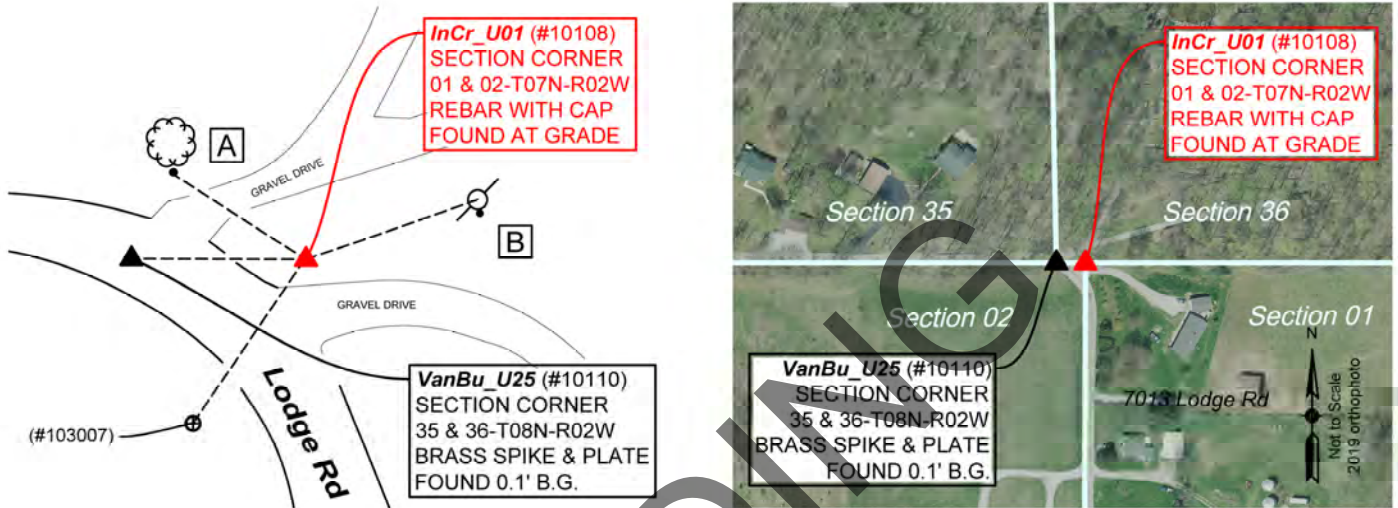 InCr_U01 (#10108)
SECTION CORNER
01 & 02-T07N-R02W
REBAR WITH CAP
FOUND AT GRADE
A
GRAVEL DRIVE
B
GRAVEL DRIVE
Lodge Rd
(#103007)
VanBu_U25 (#10110)
SECTION CORNER
35 & 36-T08N-R02W
BRASS SPIKE & PLATE
FOUND 0.1' B.G.
InCr_U01 (#10108)
SECTION CORNER
01 & 02-T07N-R02W
REBAR WITH CAP
FOUND AT GRADE
Section 35
Section 36
Section 02
Section 01
VanBu_U25 (#10110)
SECTION CORNER
35 & 36-T08N-R02W
BRASS SPIKE & PLATE
FOUND 0.1' B.G.
7013 Lodge Rd
N
Not to Scale
2019 orthophoto